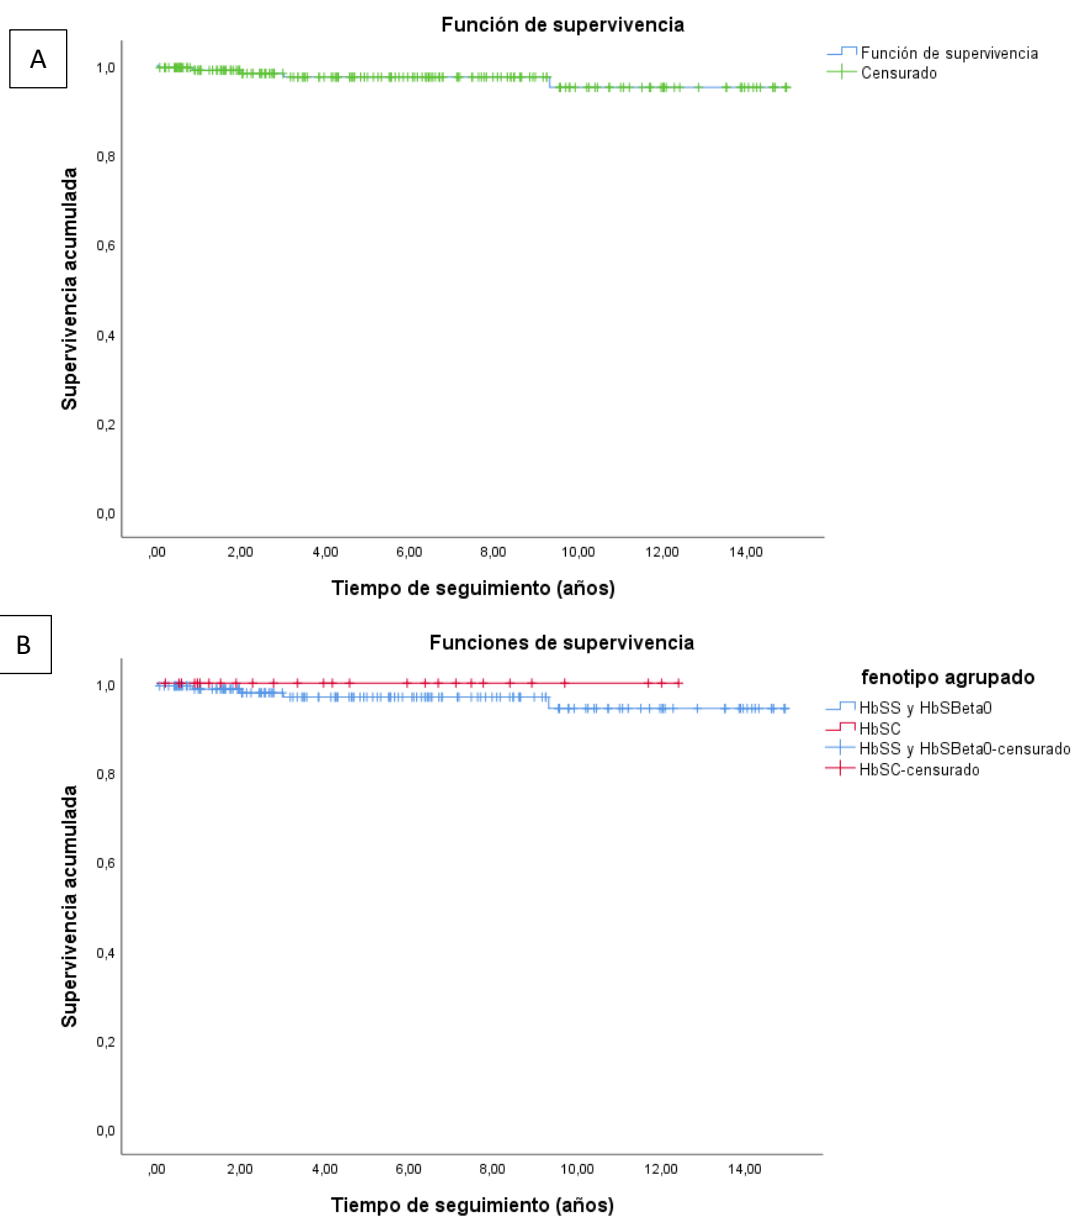 A
Función de supervivencia
Función de supervivencia
Censurado
1,0
0,8
0,6
0,4
0,2
0,0
Supervivencia acumulada
,00 2,00 4,00 6,00 8,00 10,00 12,00 14,00
Tiempo de seguimiento (años)
B
Funciones de supervivencia
fenotipo agrupado
HbSS y HbSBeta0
HbSC
HbSS y HbSBeta0-censurado
HbSC-censurado
1,0
0,8
0,6
0,4
0,2
0,0
Supervivencia acumulada
,00 2,00 4,00 6,00 8,00 10,00 12,00 14,00
Tiempo de seguimiento (años)